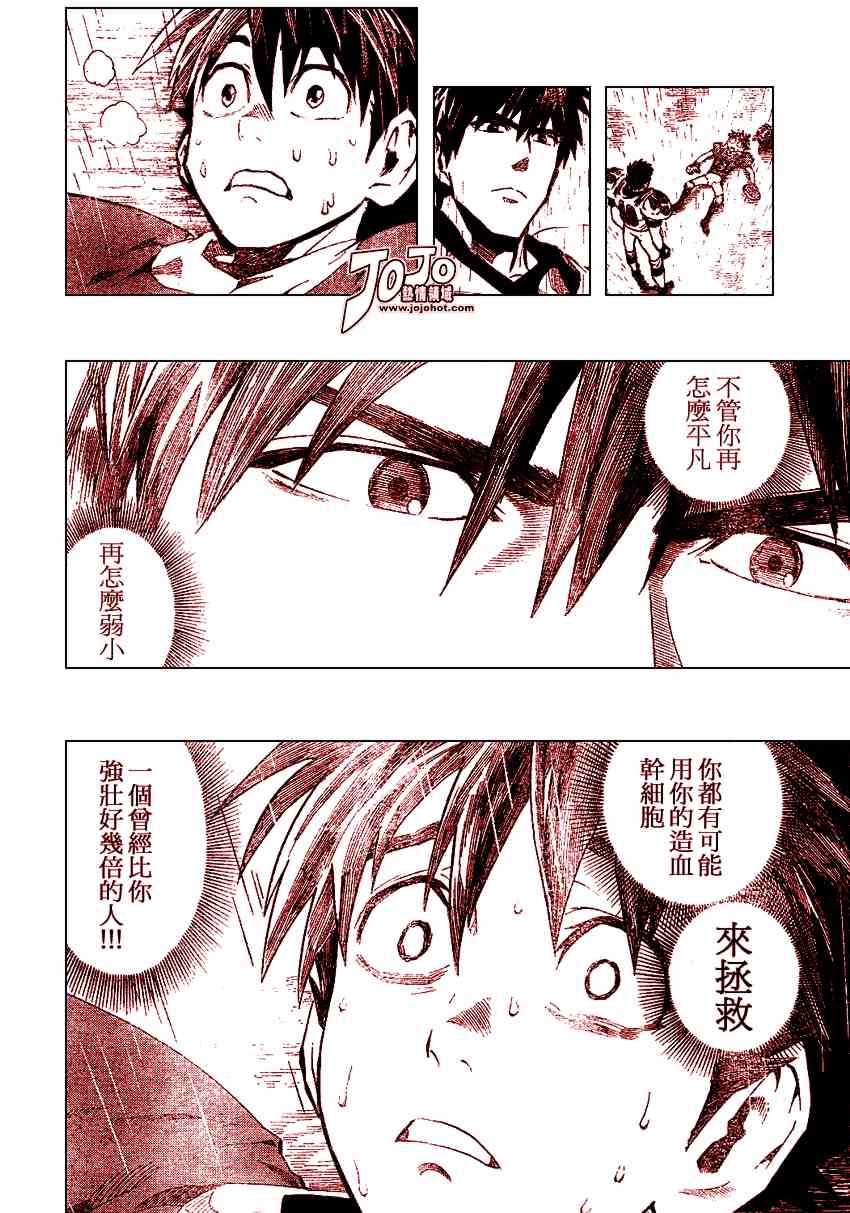 JOJO
熱情領域
www.jojohot.com
不管你再
怎麼平凡
再怎麼弱小
你都有可能
用你的造血
幹細胞
來拯救
一個曾經比你
強壯好幾倍的人!!!